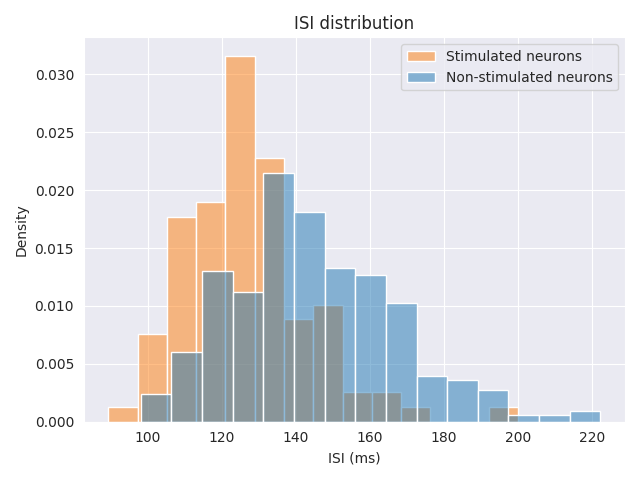 ISI distribution
Stimulated neurons
Non-stimulated neurons
Density
0.030
0.025
0.020
0.015
0.010
0.005
0.000
100 120 140 160 180 200 220
ISI (ms)